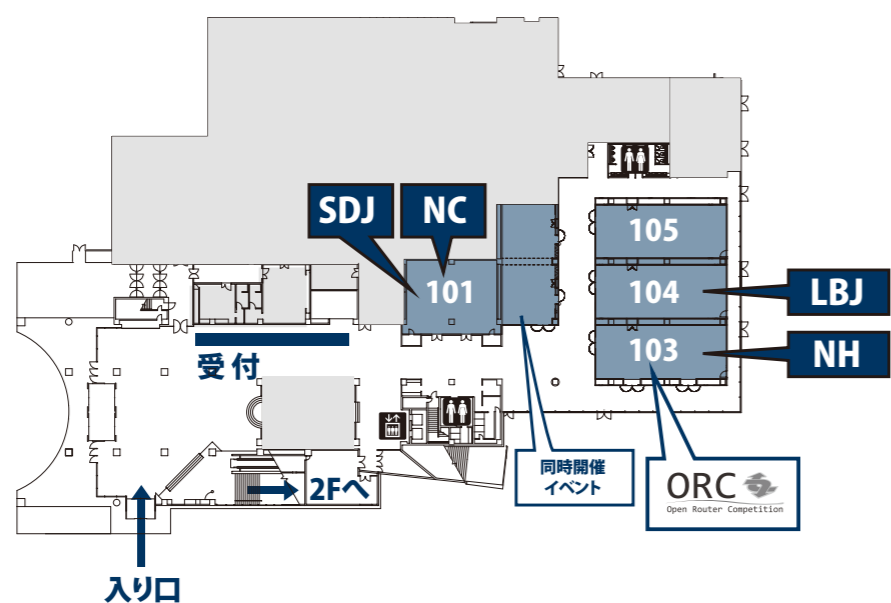 SDJ
NC
105
101
104
LBJ
103
NH
受付
同時開催
イベント
ORC
Open Router Competition
2Fへ
入り口